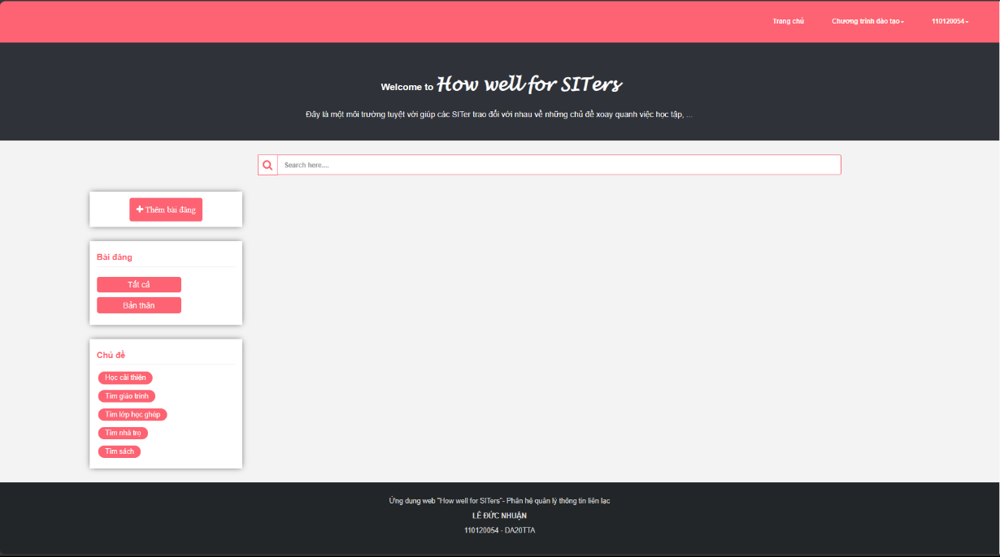 Trang chủ Chương trình đào tạo 110120054
Welcome to How well for SITers
Đây là một môi trường tuyệt vời giúp các SITer trao đổi với nhau về những chủ đề xoay quanh việc học tập, ...
Search here....
Thêm bài đăng
Bài đăng
Tất cả
Bản thân
Chủ đề
Học cải thiện
Tìm giáo trình
Tìm lớp học ghép
Tìm nhà trọ
Tìm sách
Ứng dụng web "How well for SITers"- Phân hệ quản lý thông tin liên lạc
LÊ ĐỨC NHUẬN
110120054 - DA20TTA